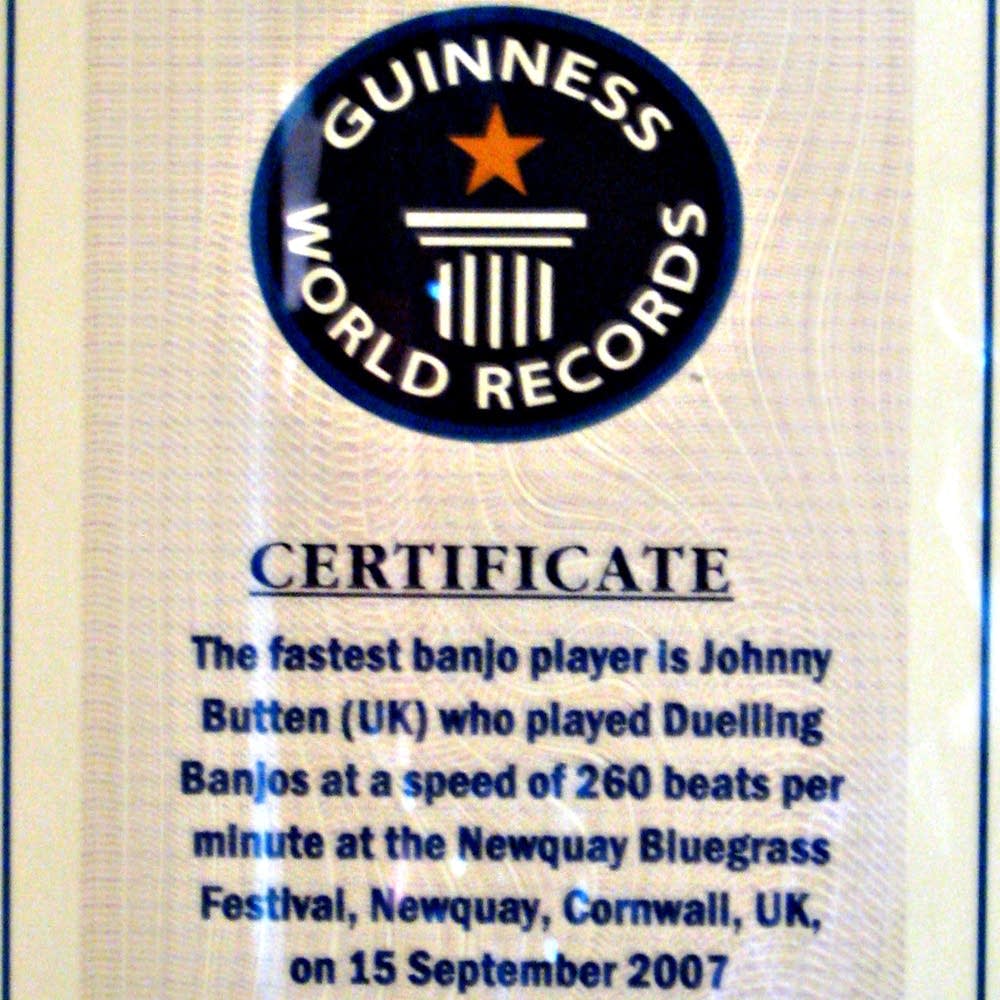 GUINNESS
WORLD RECORDS
CERTIFICATE
The fastest banjo player is Johnny
Butten (UK) who played Duelling
Banjos at a speed of 260 beats per
minute at the Newquay Bluegrass
Festival, Newquay, Cornwall, UK,
on 15 September 2007